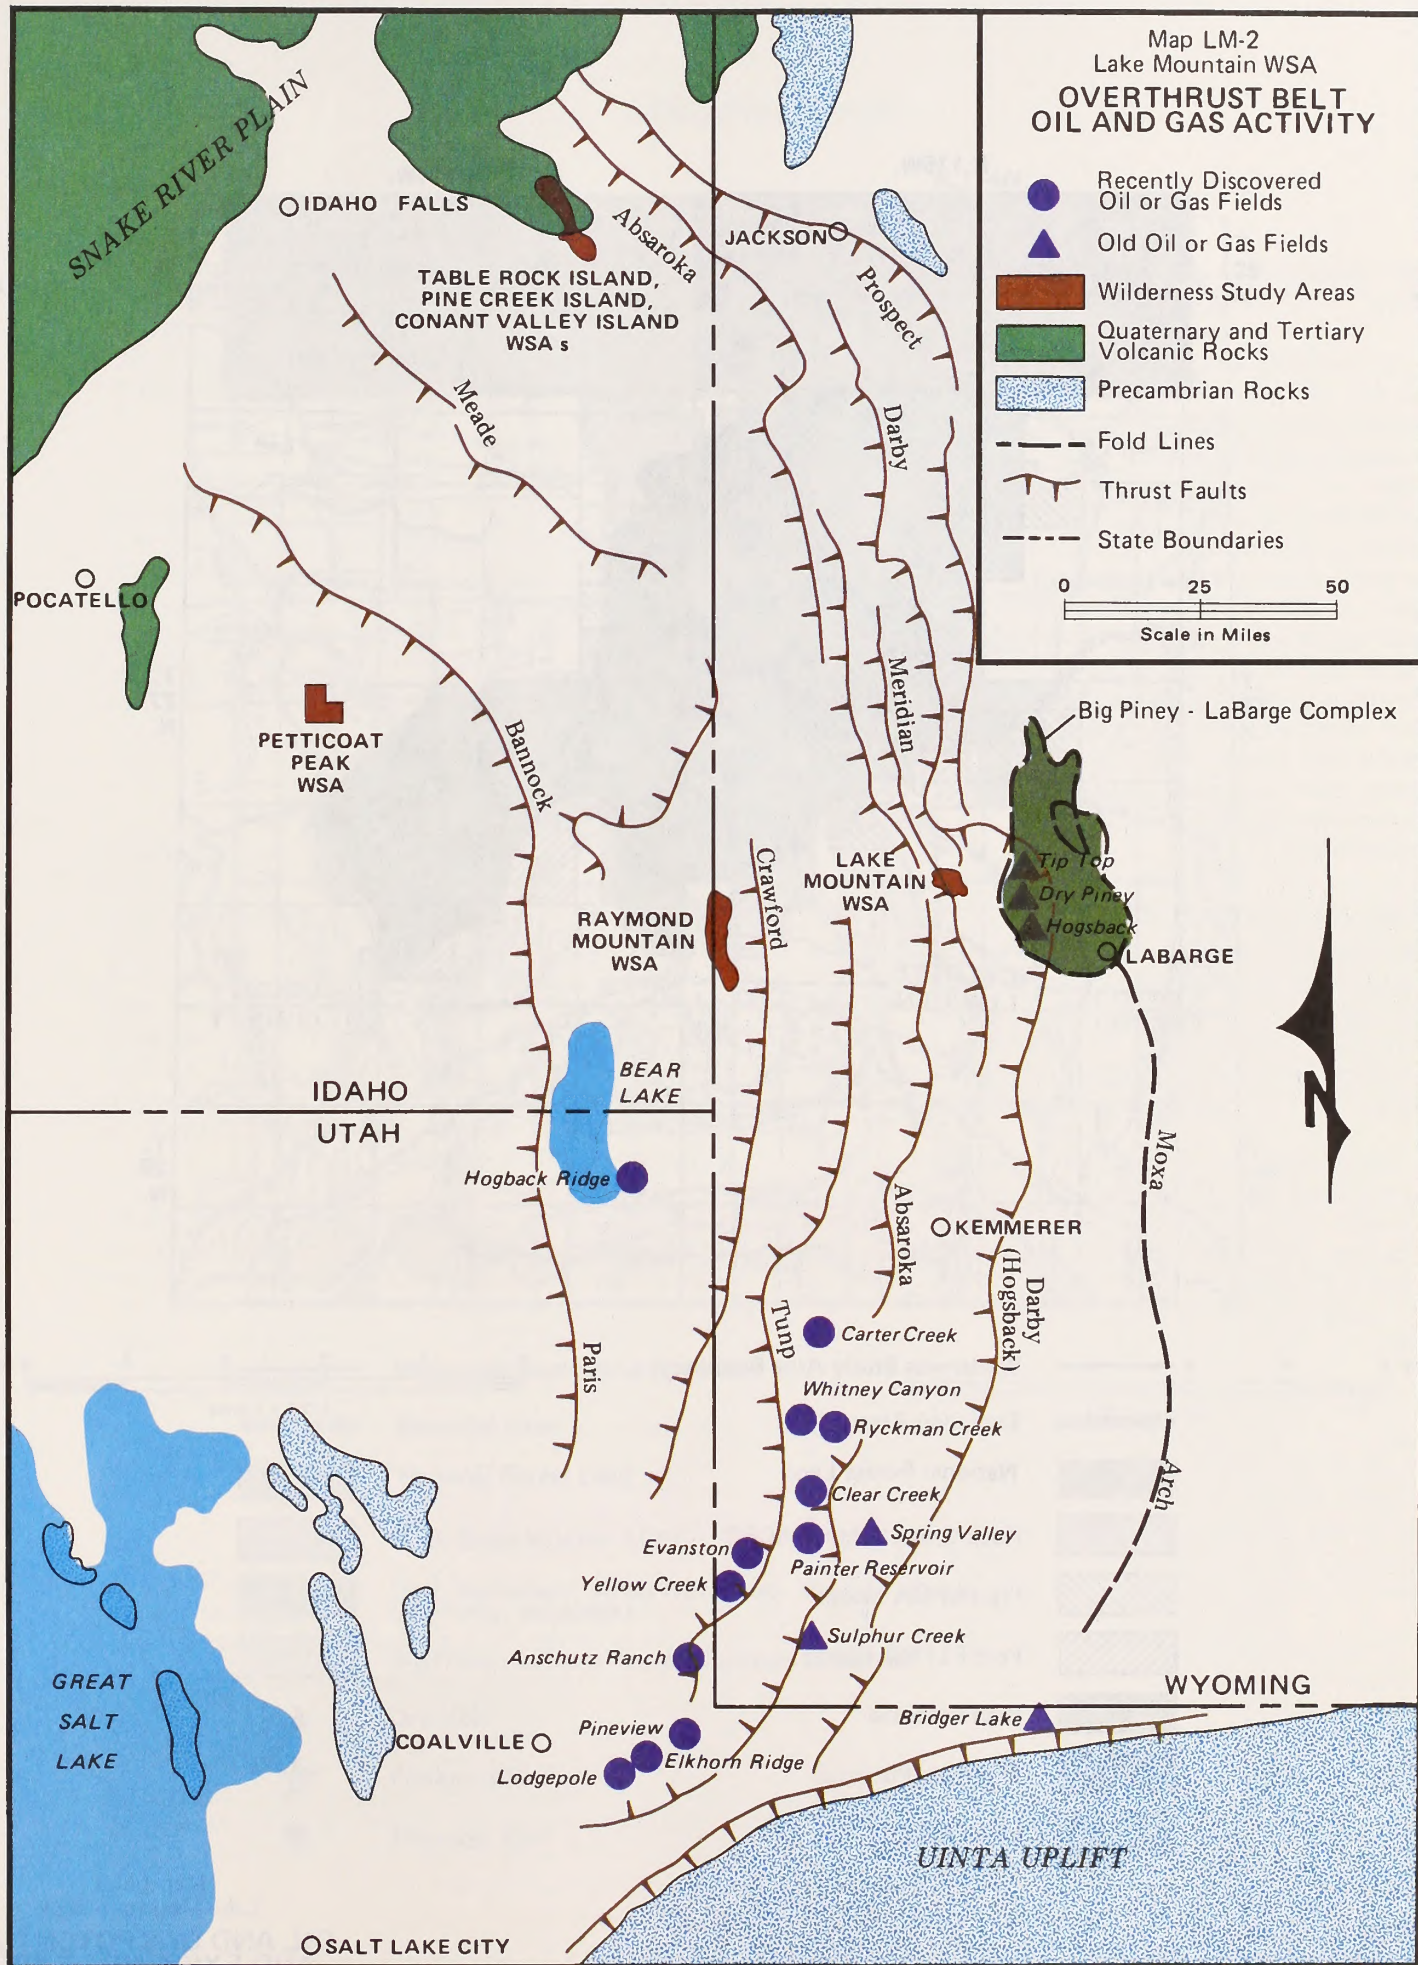 Map LM-2
Lake Mountain WSA
OVERTHRUST BELT
OIL AND GAS ACTIVITY
Recently Discovered
Oil or Gas Fields
Old Oil or Gas Fields
Wilderness Study Areas
Quaternary and Tertiary
Volcanic Rocks
Precambrian Rocks
Fold Lines
Thrust Faults
State Boundaries
0 25 50
Scale in Miles
SNAKE RIVER PLAIN
IDAHO FALLS
TABLE ROCK ISLAND,
PINE CREEK ISLAND,
CONANT VALLEY ISLAND
WSA s
Absaroka
JACKSON
Prospect
Meade
Darby
POCATELLO
PETTICOAT
PEAK
WSA
Bannock
Meridian
Big Piney - LaBarge Complex
Tip Top
Dry Piney
Hogsback
LABARGE
Crawford
LAKE
MOUNTAIN
WSA
RAYMOND
MOUNTAIN
WSA
BEAR
LAKE
IDAHO
UTAH
Hogback Ridge
N
Moxa
Arch
Absaroka
KEMMERER
Darby
(Hogsback)
Tunp
Paris
Carter Creek
Whitney Canyon
Ryckman Creek
Clear Creek
Spring Valley
Evanston
Painter Reservoir
Yellow Creek
Sulphur Creek
Anschutz Ranch
GREAT
SALT
LAKE
WYOMING
Bridger Lake
Pineview
COALVILLE
Elkhorn Ridge
Lodgepole
UINTA UPLIFT
SALT LAKE CITY